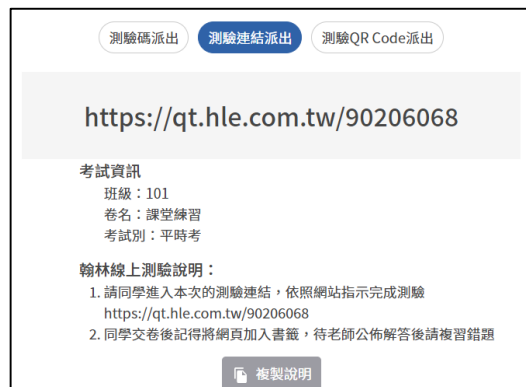 測驗碼派出 測驗連結派出 測驗QR Code派出
https://qt.hle.com.tw/90206068
考試資訊
班級：101
卷名：課堂練習
考試別：平時考
翰林線上測驗說明：
1. 請同學進入本次的測驗連結，依照網站指示完成測驗
https://qt.hle.com.tw/90206068
2. 同學交卷後記得將網頁加入書籤，待老師公佈解答後請複習錯題
複製說明